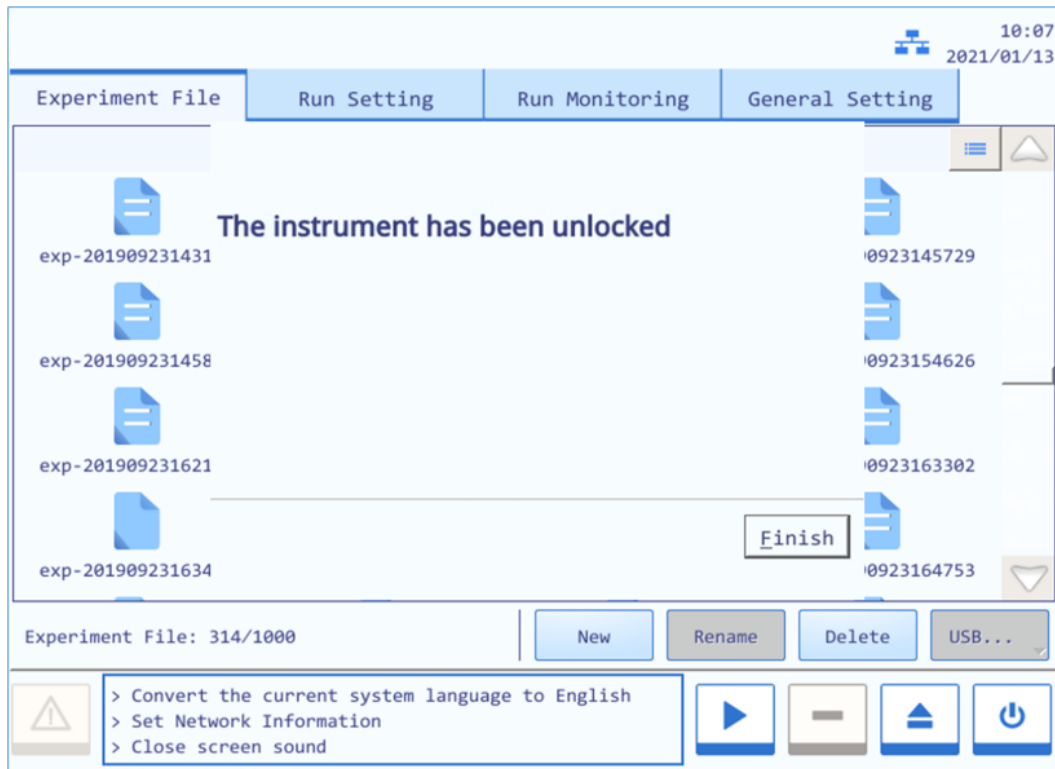 10:07
2021/01/13
Experiment File
Run Setting
Run Monitoring
General Setting
The instrument has been unlocked
exp-201909231431
0923145729
exp-201909231458
0923154626
exp-201909231621
0923163302
exp-201909231634
0923164753
Finish
Experiment File: 314/1000
New
Rename
Delete
USB...
> Convert the current system language to English
> Set Network Information
> Close screen sound